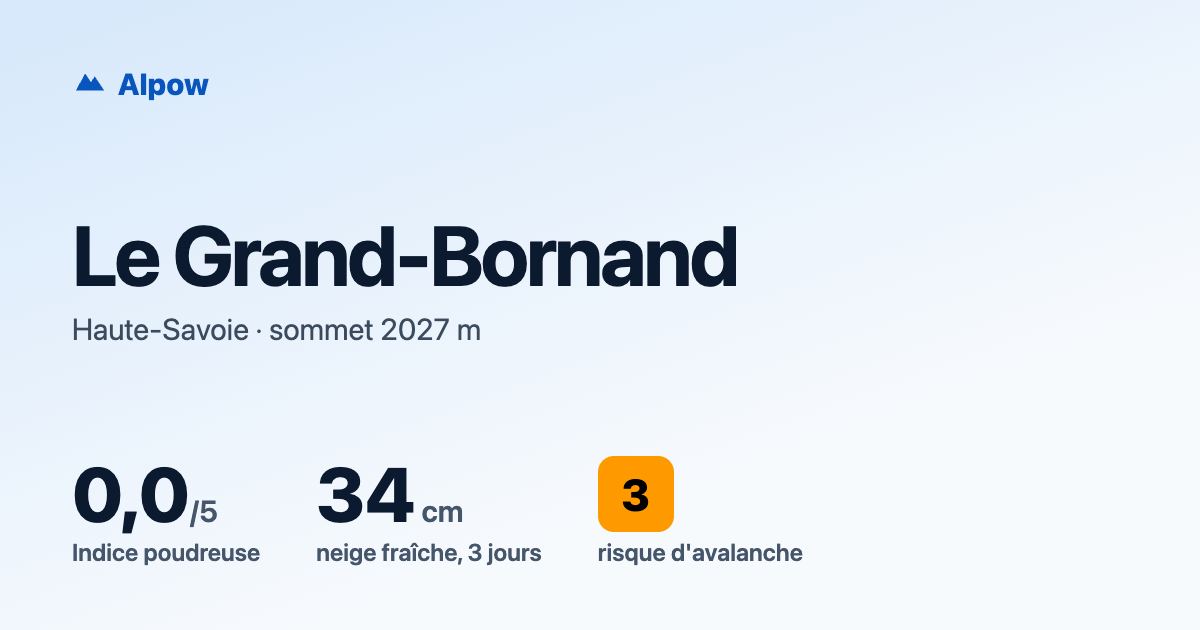 Alpow
Le Grand-Bornand
Haute-Savoie · sommet 2027 m
0,0/5
Indice poudreuse
34 cm
neige fraîche, 3 jours
3
risque d'avalanche